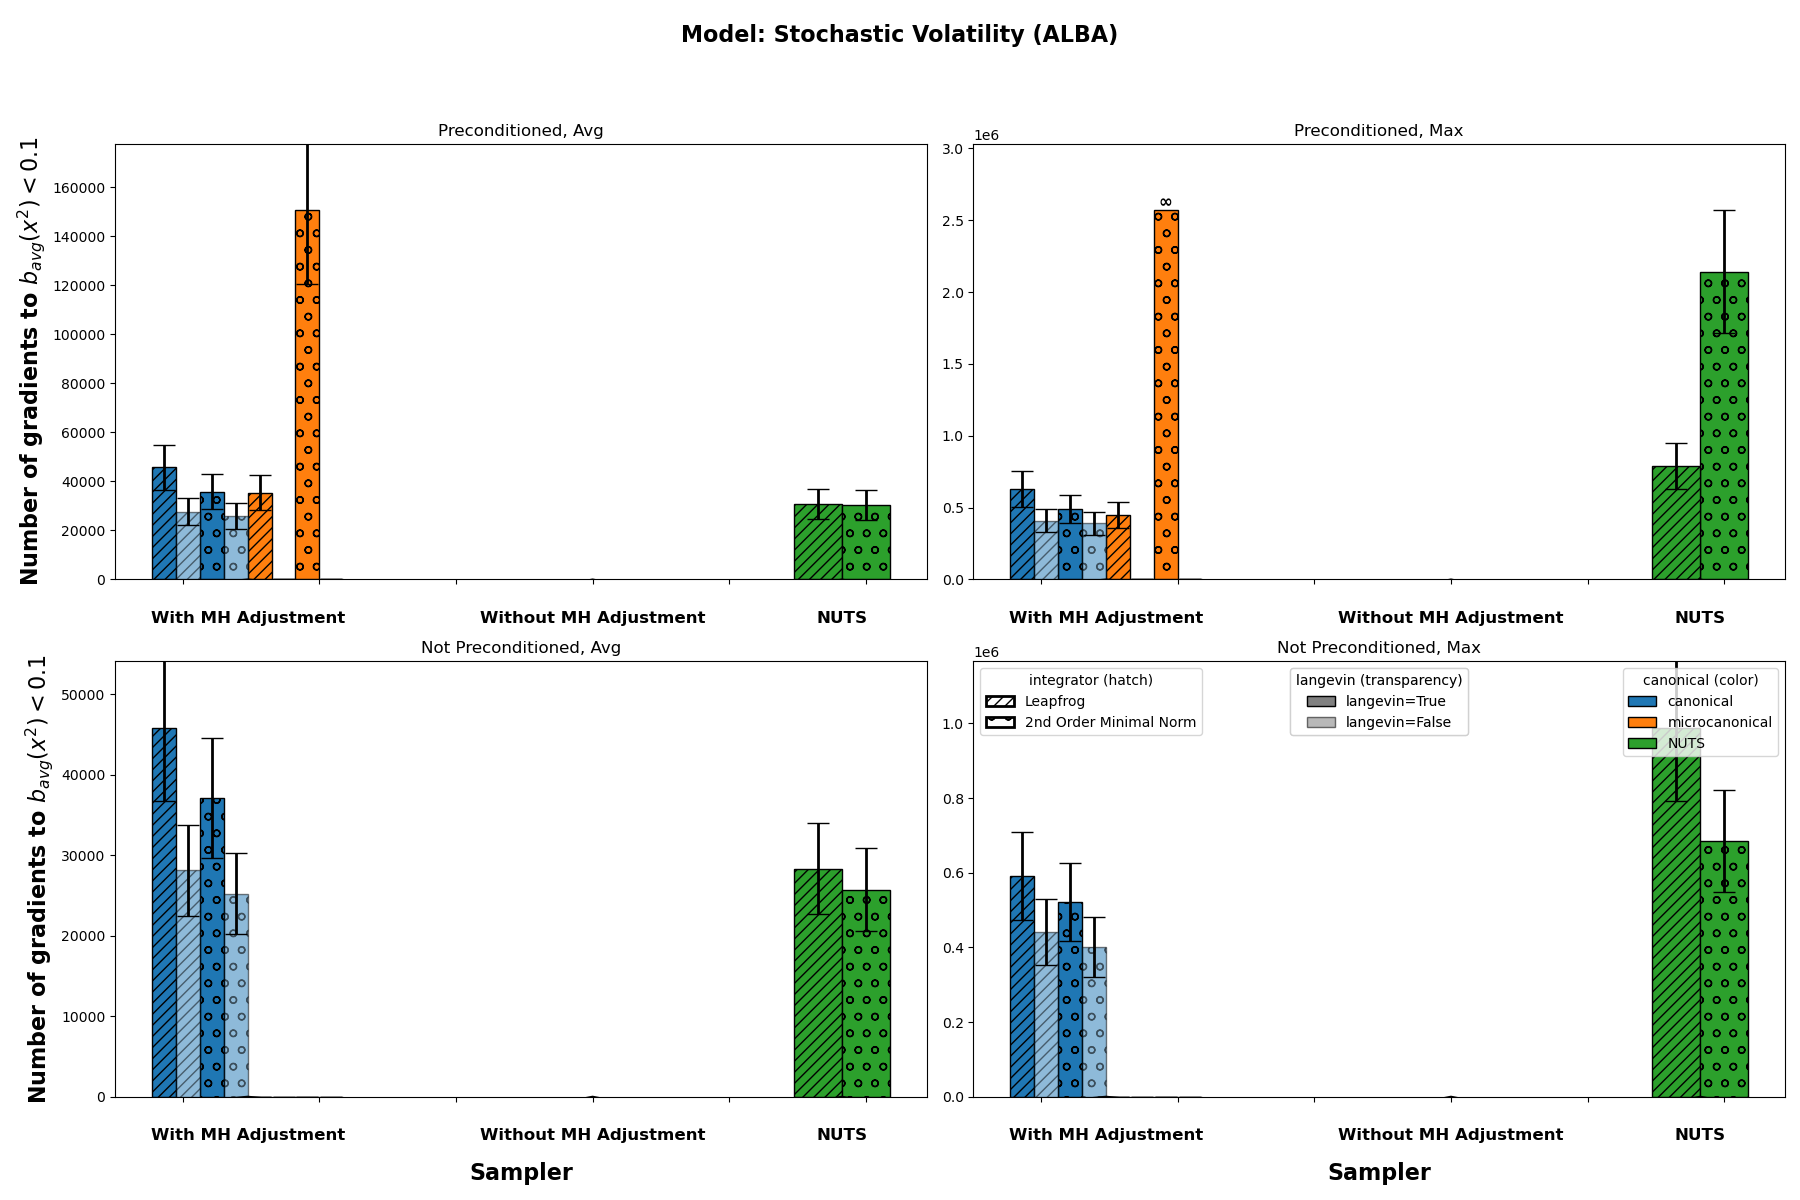 Model: Stochastic Volatility (ALBA)
Preconditioned, Avg
Number of gradients to b_avg(x²) < 0.1
160000
140000
120000
100000
80000
60000
40000
20000
0
With MH Adjustment
Without MH Adjustment
NUTS
Preconditioned, Max
1e6
3.0
2.5
2.0
1.5
1.0
0.5
0.0
∞
With MH Adjustment
Without MH Adjustment
NUTS
Not Preconditioned, Avg
Number of gradients to b_avg(x²) < 0.1
50000
40000
30000
20000
10000
0
With MH Adjustment
Without MH Adjustment
NUTS
Sampler
Not Preconditioned, Max
1e6
1.0
0.8
0.6
0.4
0.2
0.0
integrator (hatch)
Leapfrog
2nd Order Minimal Norm
langevin (transparency)
langevin=True
langevin=False
canonical (color)
canonical
microcanonical
NUTS
With MH Adjustment
Without MH Adjustment
NUTS
Sampler